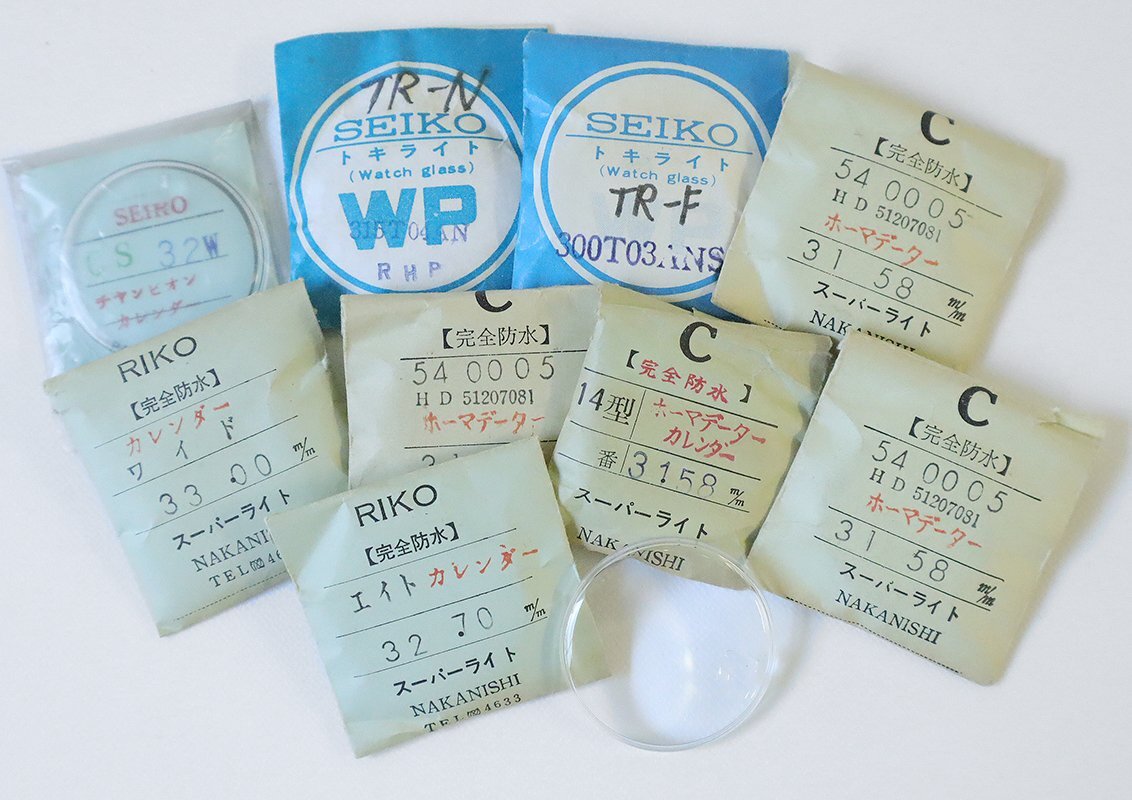 SEIKO
CS 32W
チヤンピオン
カレンダー
TR-N
SEIKO
トキライト
(Watch glass)
WP
315T04AN
RHP
SEIKO
トキライト
(Watch glass)
TR-F
300T03ANS
C
【完全防水】
54 0005
HD 51207081
ホーマデーター
31 58 m/m
スーパーライト
NAKANISHI
RIKO
【完全防水】
カレンダー
ワイド
33.00 m/m
スーパーライト
NAKANI
TEL
C
【完全防水】
54 0005
HD 51207081
ホーマデーター
C
【完全防水】
14型 ホーマデーター
カレンダー
番 31.58 m/m
スーパーライト
NAKANISHI
C
【完全防水】
54 0005
HD 51207081
ホーマデーター
31 58 m/m
スーパーライト
NAKANISHI
RIKO
【完全防水】
エイト カレンダー
32.70 m/m
スーパーライト
NAKANISHI
TEL 4633